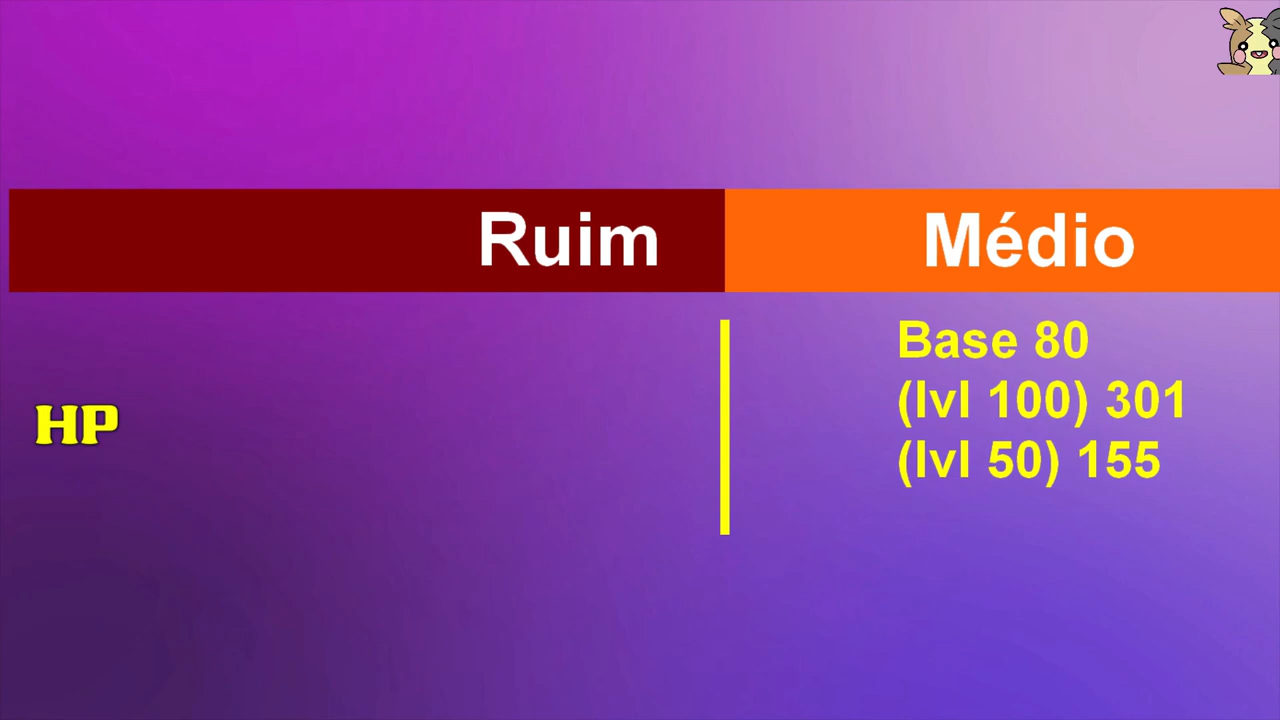 Ruim Médio
HP
Base 80
(lvl 100) 301
(lvl 50) 155